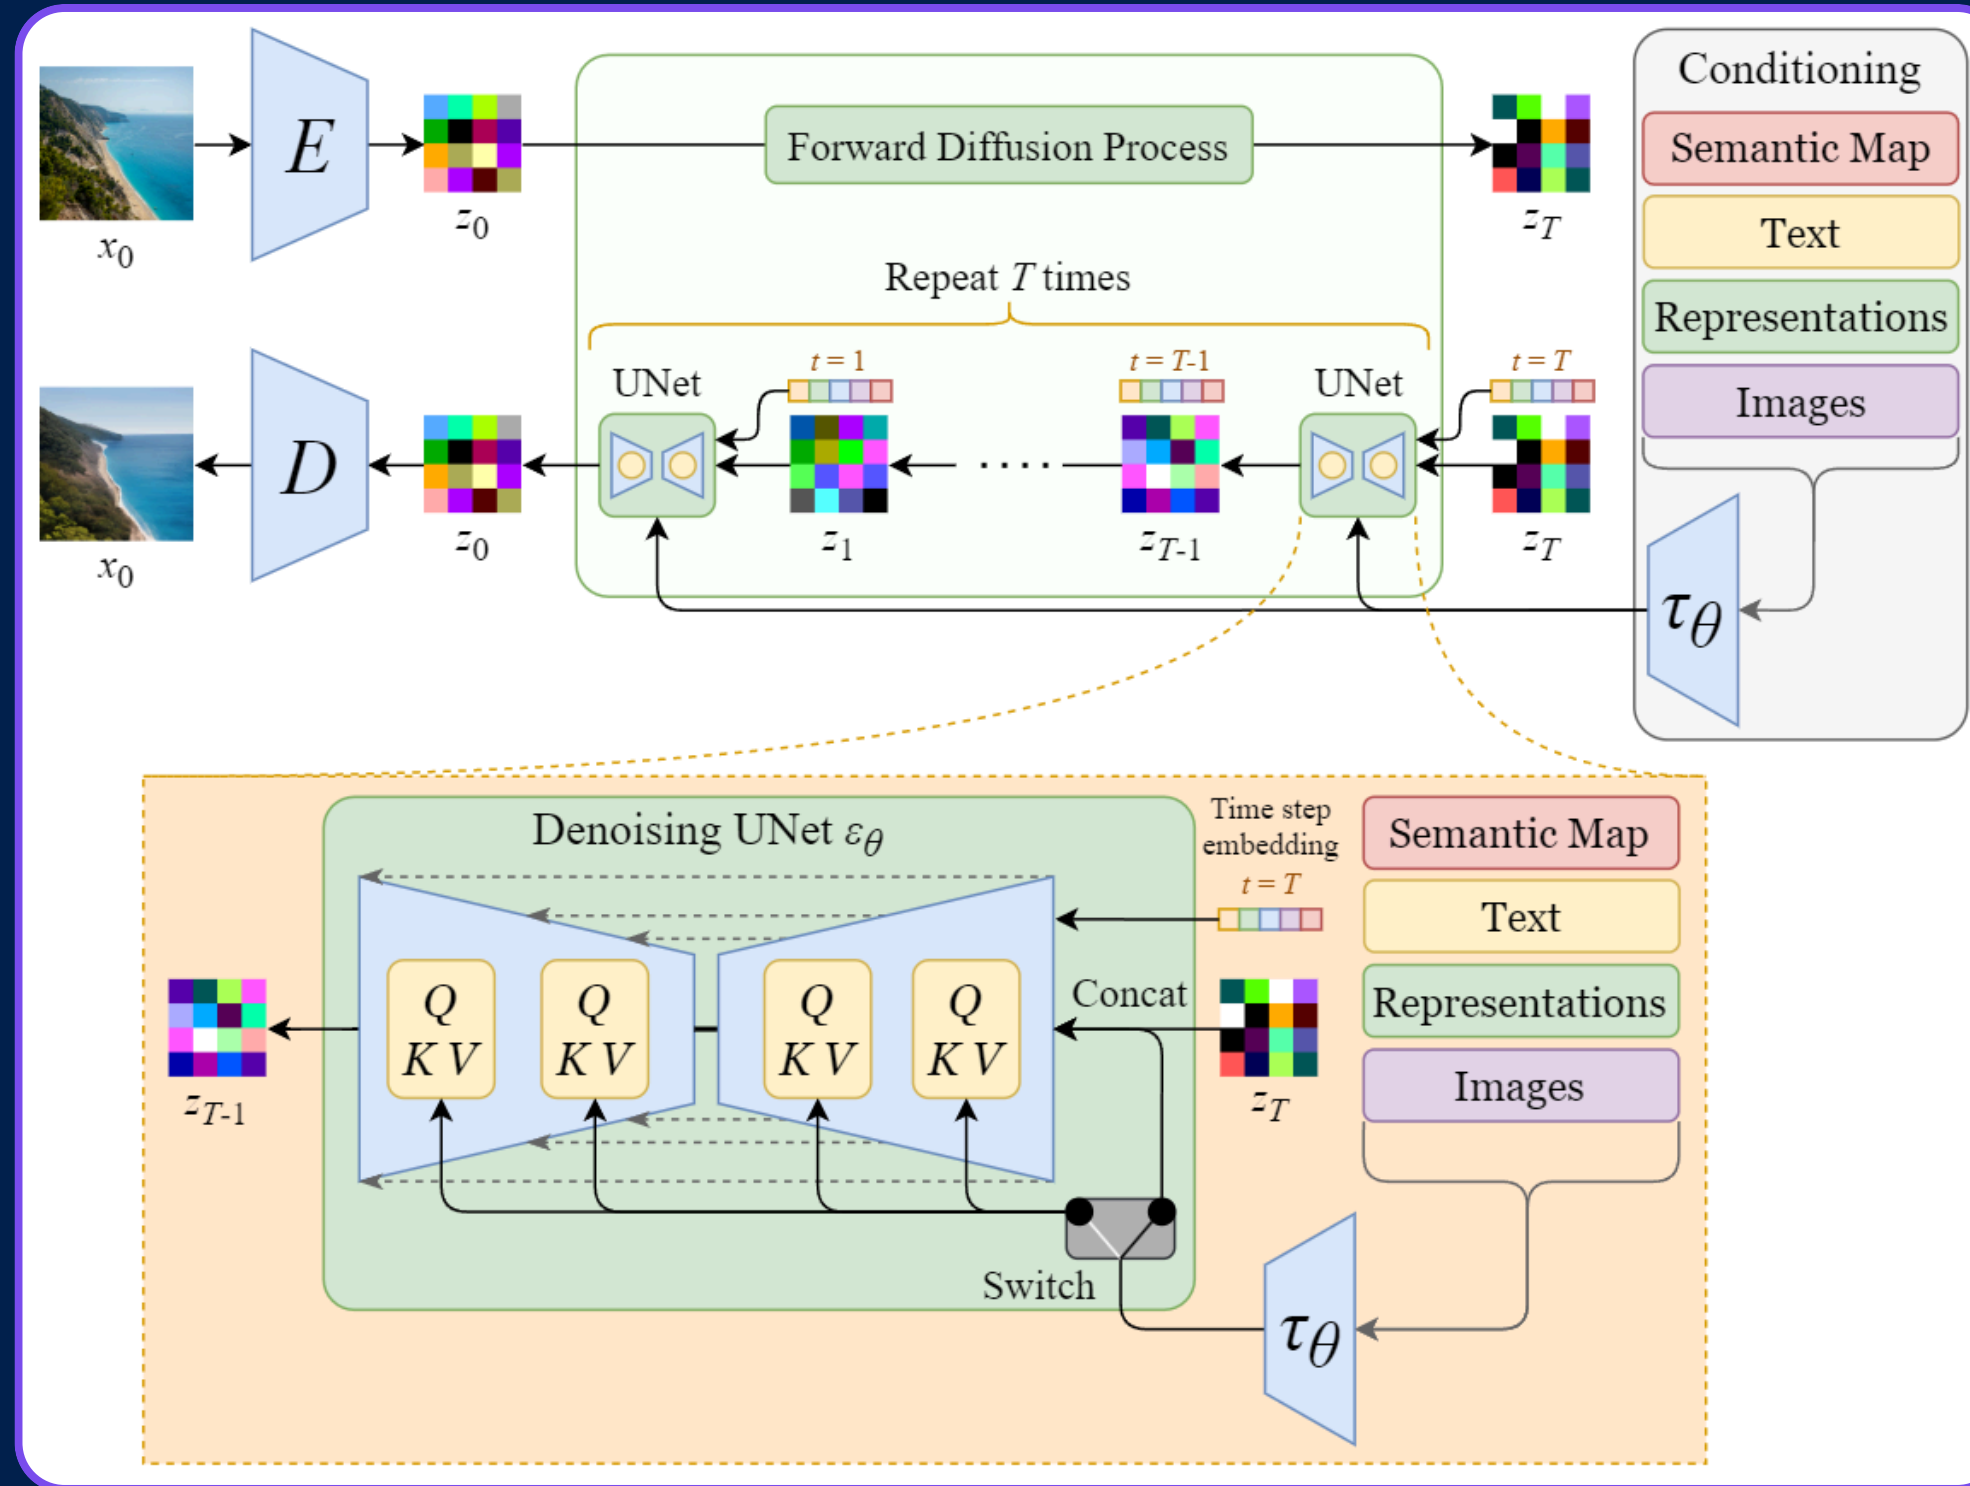 Conditioning
E
Forward Diffusion Process
Semantic Map
x0
z0
zT
Text
Repeat T times
Representations
UNet
t = 1
t = T-1
UNet
t = T
Images
D
x0
z0
z1
....
zT-1
zT
τθ
Denoising UNet εθ
Time step
embedding
t = T
Semantic Map
Text
Q
K V
Q
K V
Q
K V
Q
K V
Concat
Representations
zT-1
zT
Images
Switch
τθ